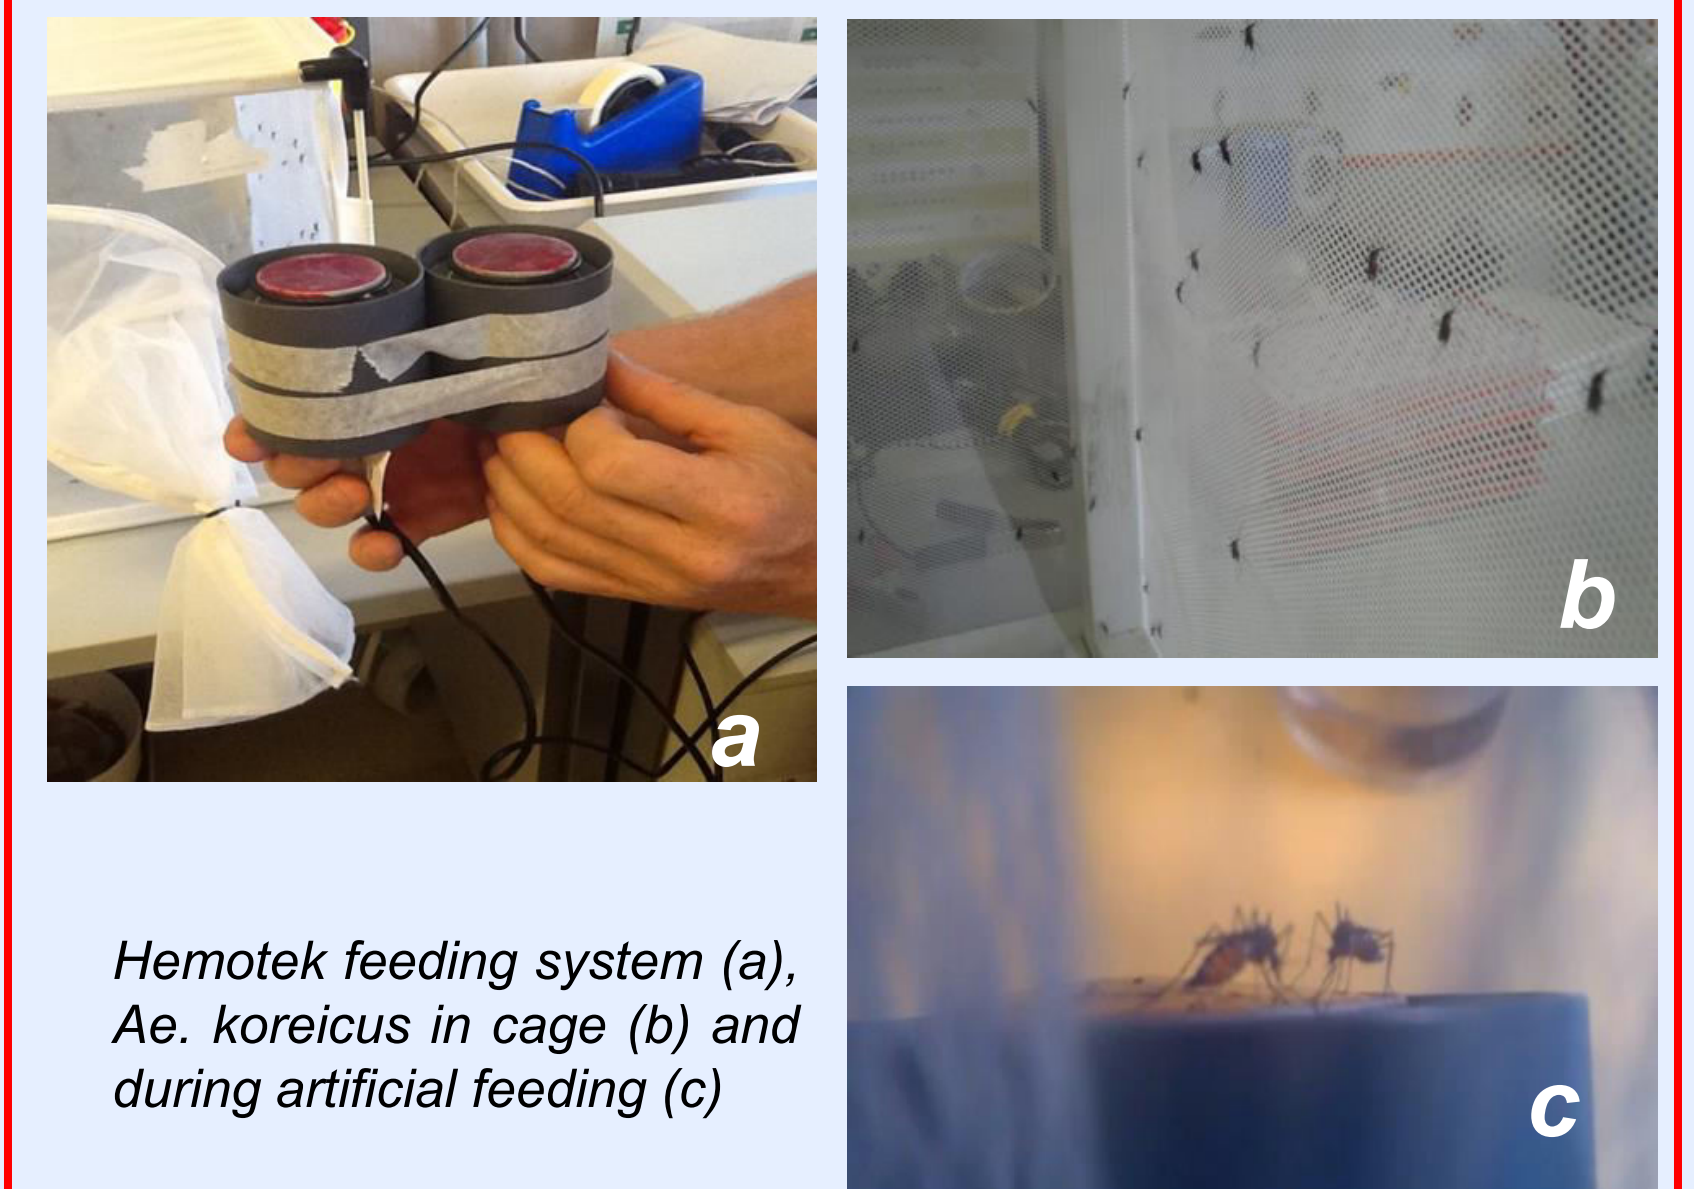 a
b
c
Hemotek feeding system (a),
Ae. koreicus in cage (b) and
during artificial feeding (c)